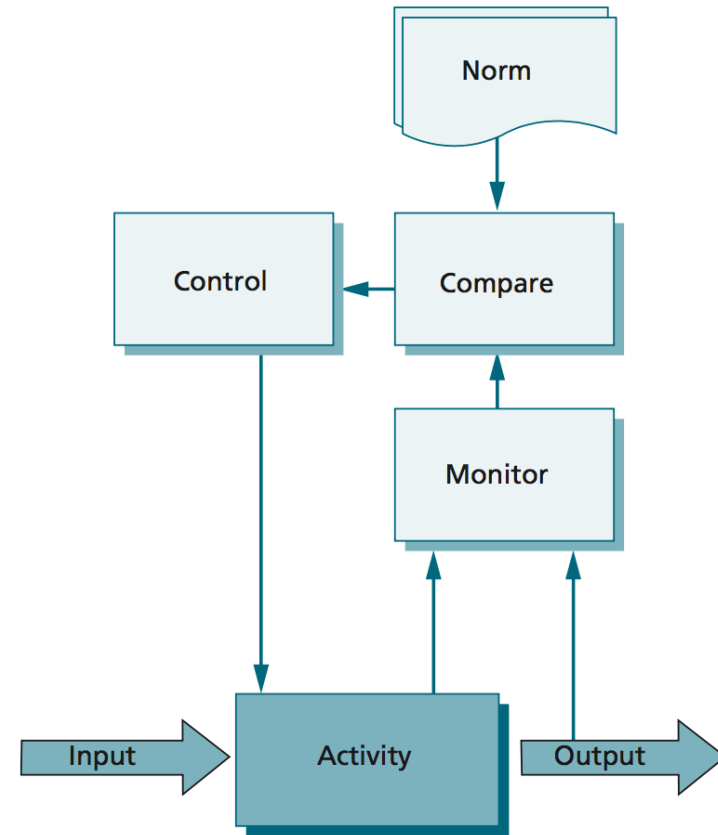 Norm
Control
Compare
Monitor
Input
Activity
Output